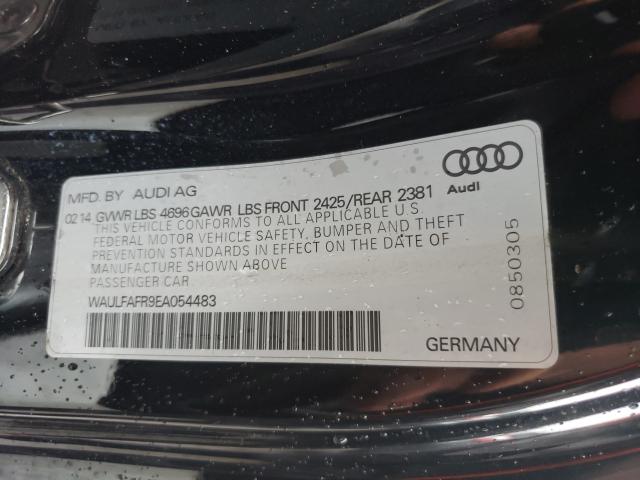 MFD. BY AUDI AG
Audi
02 14 GVWR LBS 4696 GAWR LBS FRONT 2425/REAR 2381
THIS VEHICLE CONFORMS TO ALL APPLICABLE U.S.
FEDERAL MOTOR VEHICLE SAFETY, BUMPER AND THEFT
PREVENTION STANDARDS IN EFFECT ON THE DATE OF
MANUFACTURE SHOWN ABOVE
PASSENGER CAR
WAULFAFR9EA054483
GERMANY
0850305